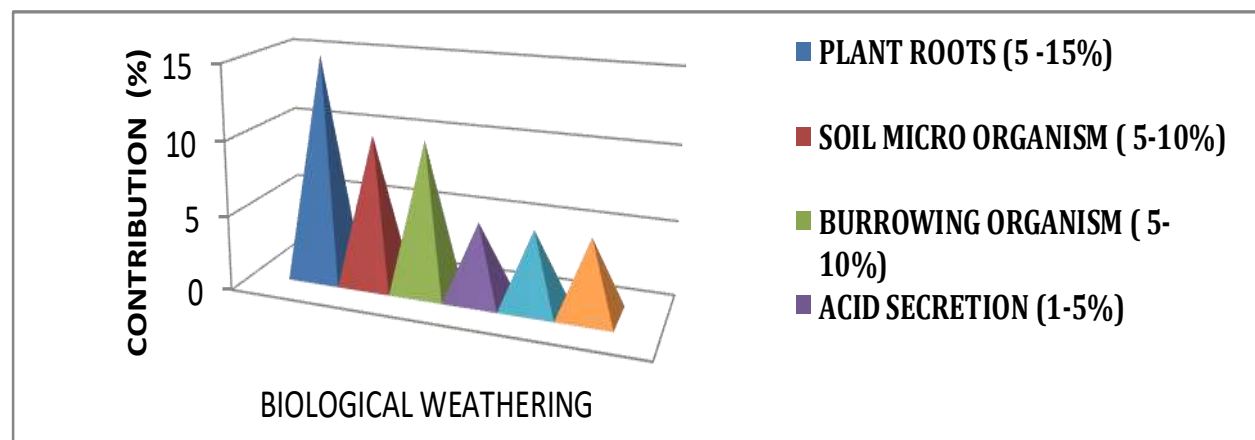 CONTRIBUTION (%)
15
10
5
0
BIOLOGICAL WEATHERING
PLANT ROOTS (5 -15%)
SOIL MICRO ORGANISM ( 5-10%)
BURROWING ORGANISM ( 5-
10%)
ACID SECRETION (1-5%)